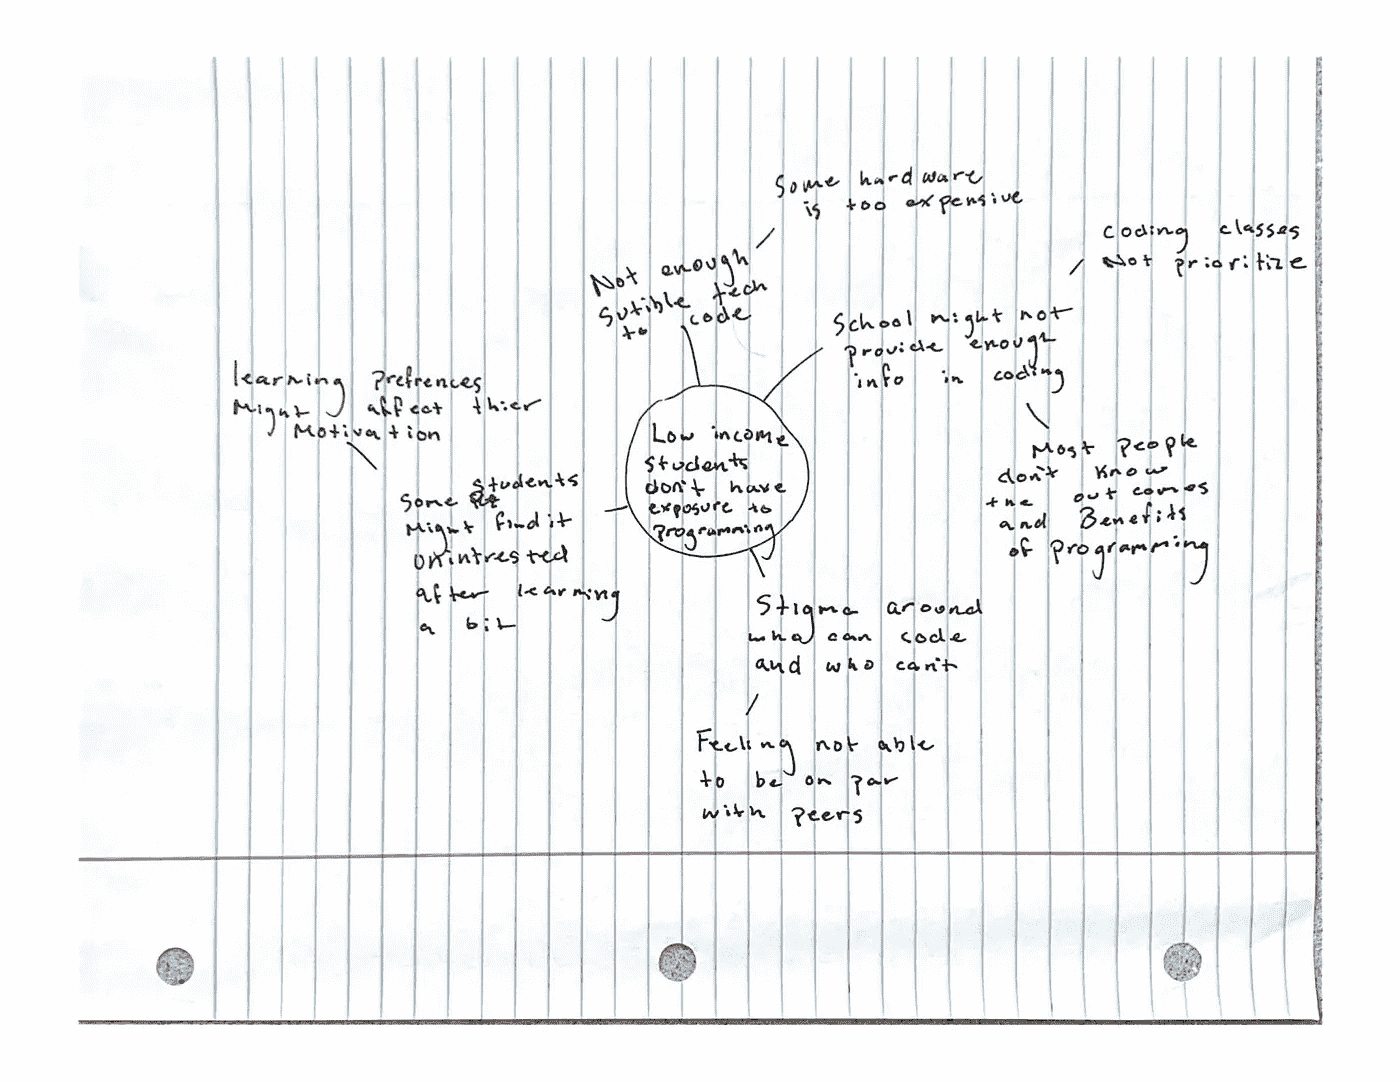 Some hardware
is too expensive
Not enough
Sutible tech
to code
coding classes
Not prioritize
School might not
provide enough
info in coding
Most people
don't know
the out comes
and Benefits
of programming
Low income
students
don't have
exposure to
programming
learning Prefrences
Might affect thier
Motivation
Some students
Might find it
unintrested
after learning
a bit
Stigma around
who can code
and who can't
Feeling not able
to be on par
with peers